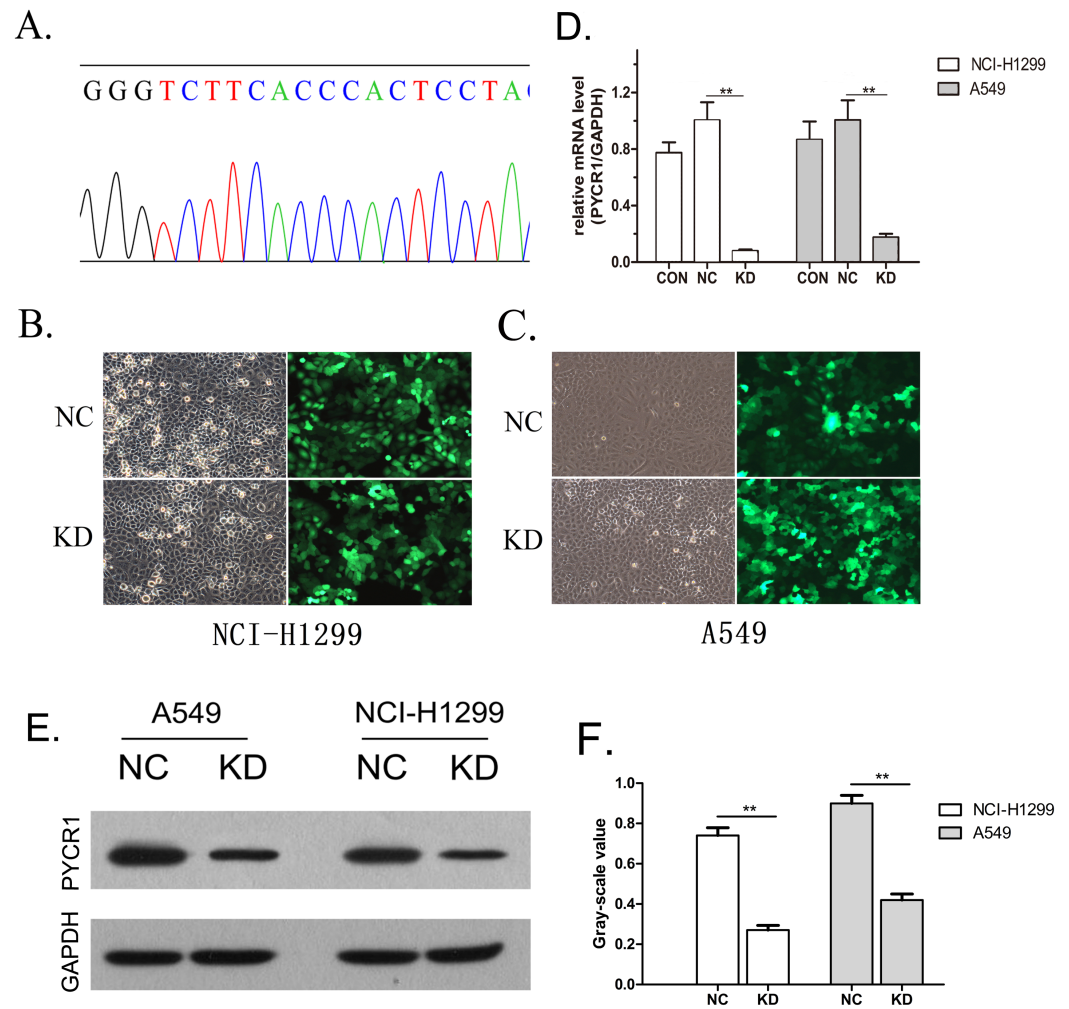 A.
GGGTCTTCACCCACTCCTAC
D.
relative mRNA level
(PYCR1/GAPDH)
1.2
0.8
0.4
0.0
** **
CON NC KD CON NC KD
NCI-H1299
A549
B.
NC
KD
NCI-H1299
C.
NC
KD
A549
E.
A549 NCI-H1299
NC KD NC KD
PYCR1
GAPDH
F.
Gray-scale value
1.0
0.8
0.6
0.4
0.2
0.0
** **
NC KD NC KD
NCI-H1299
A549